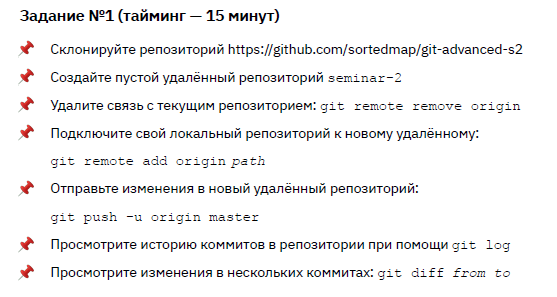 Задание №1 (тайминг — 15 минут)
Склонируйте репозиторий https://github.com/sortedmap/git-advanced-s2
Создайте пустой удалённый репозиторий seminar-2
Удалите связь с текущим репозиторием: git remote remove origin
Подключите свой локальный репозиторий к новому удалённому:
git remote add origin path
Отправьте изменения в новый удалённый репозиторий:
git push -u origin master
Просмотрите историю коммитов в репозитории при помощи git log
Просмотрите изменения в нескольких коммитах: git diff from to